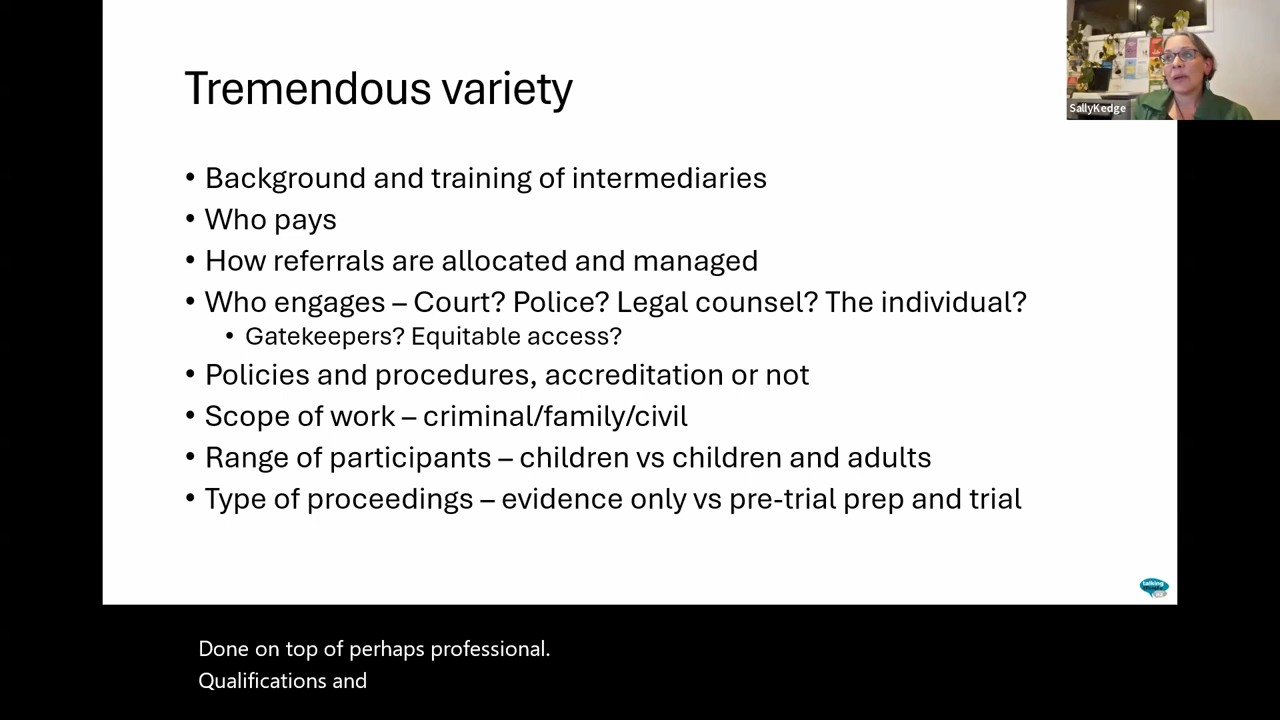 Tremendous variety
SallyKedge
• Background and training of intermediaries
• Who pays
• How referrals are allocated and managed
• Who engages – Court? Police? Legal counsel? The individual?
• Gatekeepers? Equitable access?
• Policies and procedures, accreditation or not
• Scope of work – criminal/family/civil
• Range of participants – children vs children and adults
• Type of proceedings – evidence only vs pre-trial prep and trial
talking
Done on top of perhaps professional.
Qualifications and